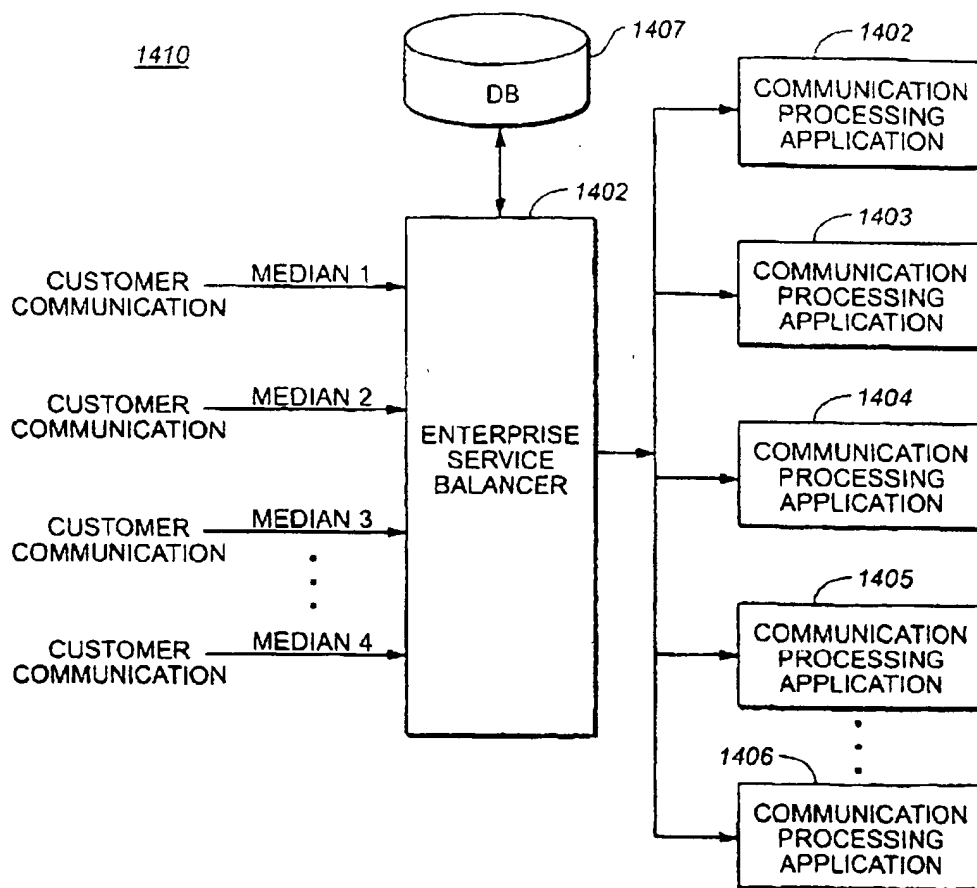 1410
1407
DB
1402
CUSTOMER
COMMUNICATION
MEDIAN 1
CUSTOMER
COMMUNICATION
MEDIAN 2
CUSTOMER
COMMUNICATION
MEDIAN 3
CUSTOMER
COMMUNICATION
MEDIAN 4
ENTERPRISE
SERVICE
BALANCER
1402
COMMUNICATION
PROCESSING
APPLICATION
1403
COMMUNICATION
PROCESSING
APPLICATION
1404
COMMUNICATION
PROCESSING
APPLICATION
1405
COMMUNICATION
PROCESSING
APPLICATION
1406
COMMUNICATION
PROCESSING
APPLICATION